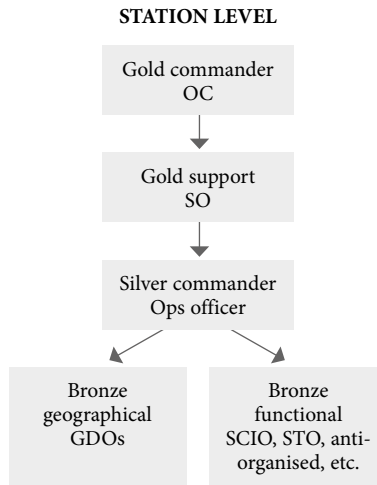 STATION LEVEL
Gold commander
OC
Gold support
SO
Silver commander
Ops officer
Bronze
geographical
GDOs
Bronze
functional
SCIO, STO, anti-
organised, etc.